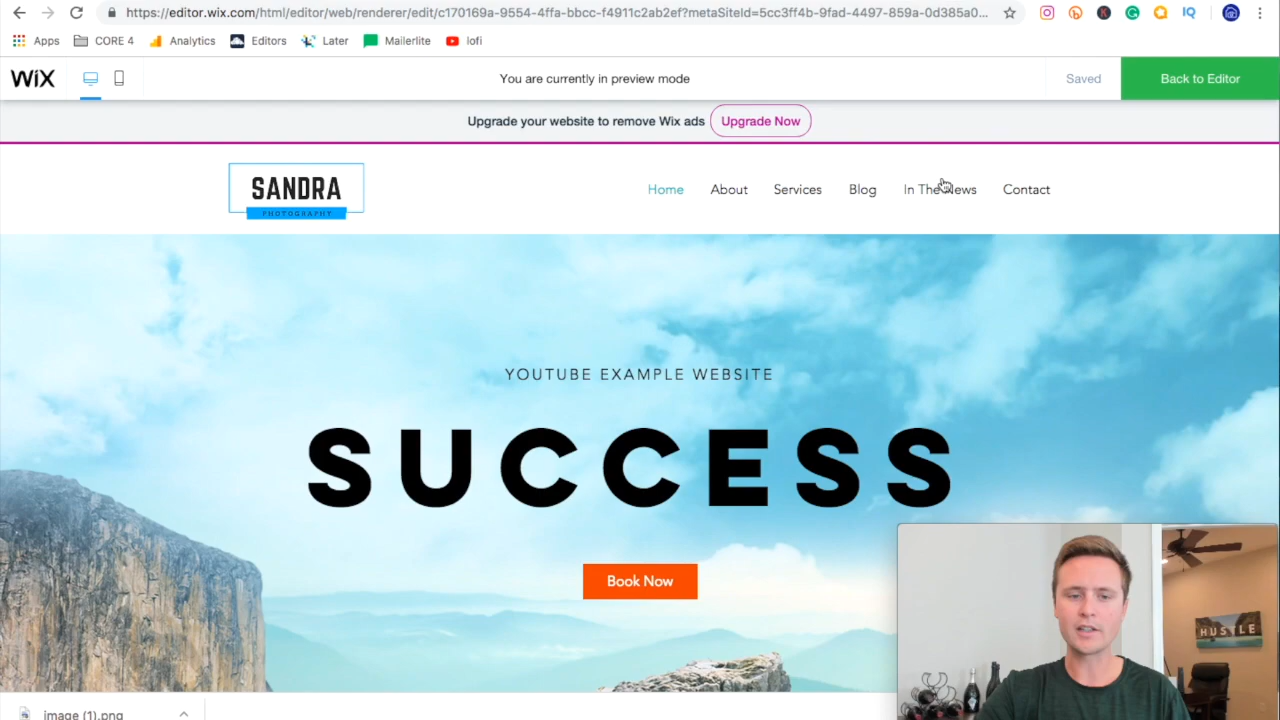 https://editor.wix.com/html/editor/web/renderer/edit/c170169a-9554-4ffa-bbcc-f4911c2ab2ef?metaSiteId=5cc3ff4b-9fad-4497-859a-0d385a0...
Apps CORE 4 Analytics Editors Later Mailerlite lofi
WiX You are currently in preview mode Saved Back to Editor
Upgrade your website to remove Wix ads Upgrade Now
SANDRA
PHOTOGRAPHY
Home About Services Blog In The News Contact
YOUTUBE EXAMPLE WEBSITE
SUCCESS
Book Now
HUSTLE
image (1).png